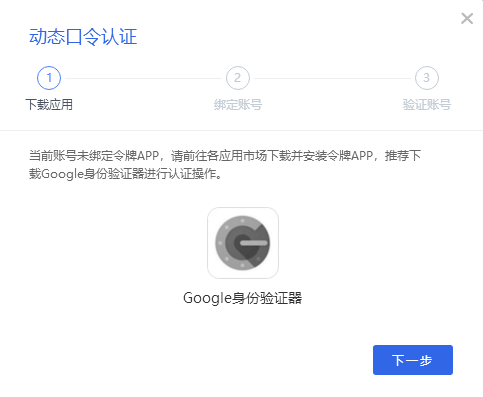 动态口令认证
1
2
3
下载应用
绑定账号
验证账号
当前账号未绑定令牌APP，请前往各应用市场下载并安装令牌APP，推荐下
载Google身份验证器进行认证操作。
Google身份验证器
下一步